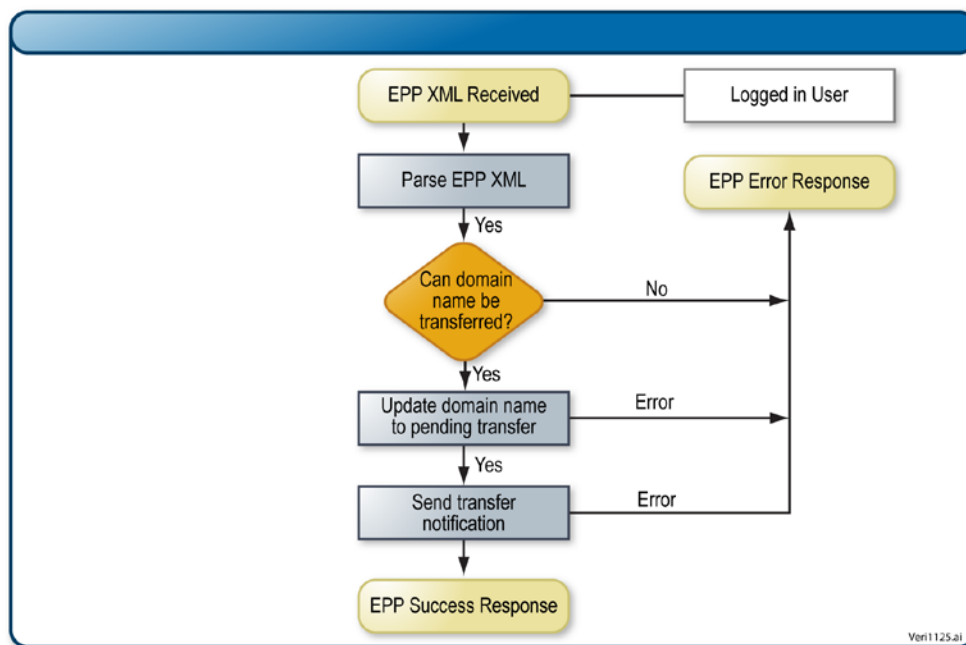 EPP XML Received
Logged in User
Parse EPP XML
EPP Error Response
Yes
Can domain
name be
transferred?
No
Yes
Update domain name
to pending transfer
Error
Yes
Send transfer
notification
Error
EPP Success Response
Veri1125.ai